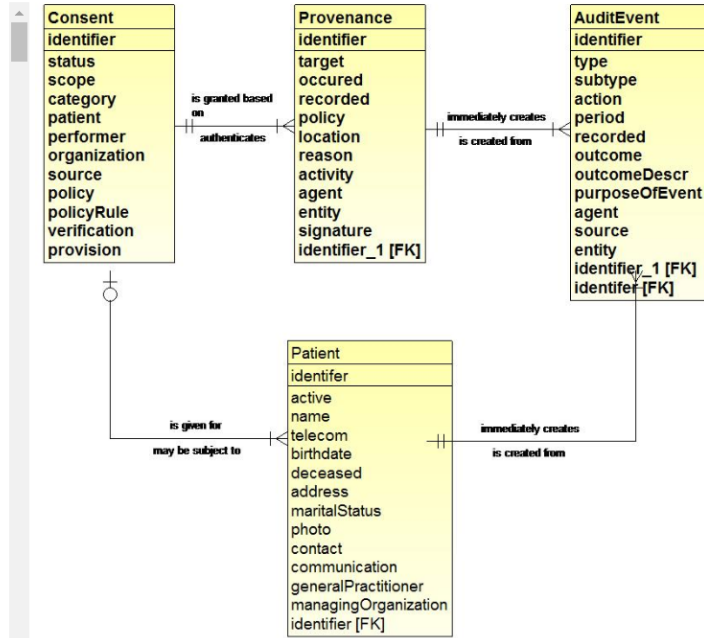 Consent
identifier
status
scope
category
patient
performer
organization
source
policy
policyRule
verification
provision
is granted based
on
authenticates
Provenance
identifier
target
occured
recorded
policy
location
reason
activity
agent
entity
signature
identifier_1 [FK]
immediately creates
is created from
AuditEvent
identifier
type
subtype
action
period
recorded
outcome
outcomeDescr
purposeOfEvent
agent
source
entity
identifier_1 [FK]
identifer [FK]
is given for
may be subject to
Patient
identifer
active
name
telecom
birthdate
deceased
address
maritalStatus
photo
contact
communication
generalPractitioner
managingOrganization
identifier [FK]
immediately creates
is created from